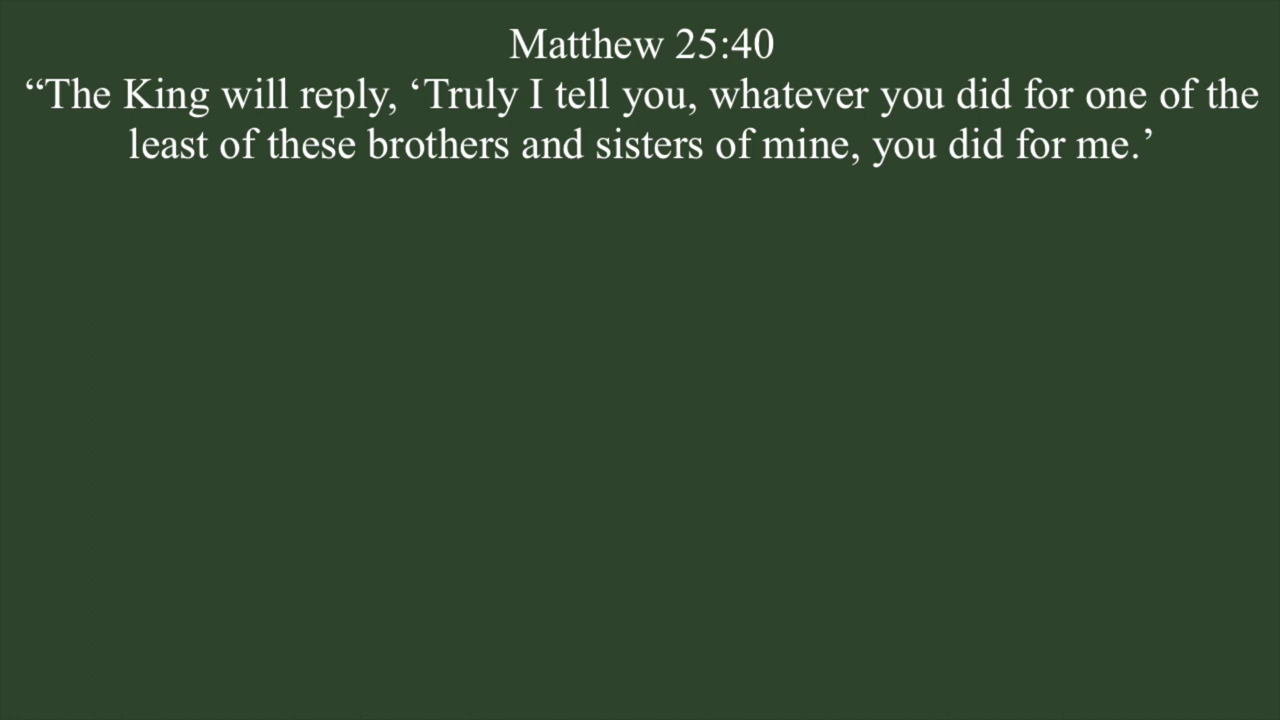 Matthew 25:40
“The King will reply, ‘Truly I tell you, whatever you did for one of the
least of these brothers and sisters of mine, you did for me.’